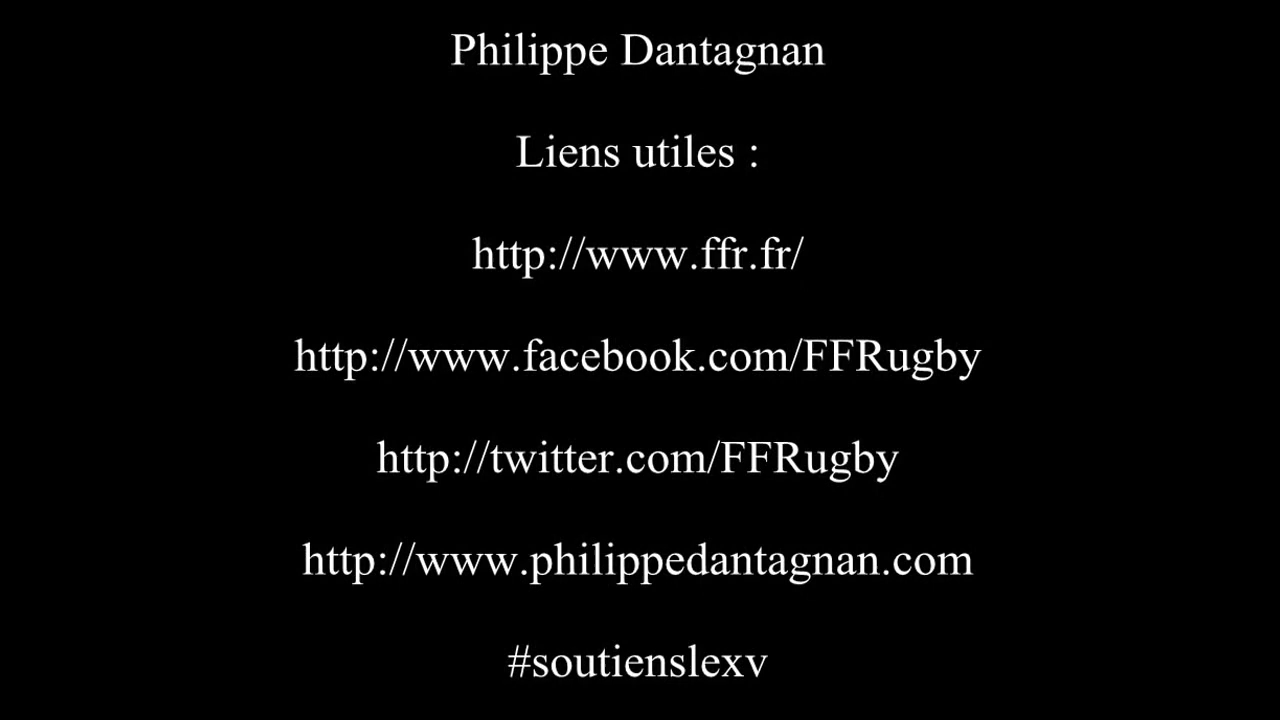 Philippe Dantagnan
Liens utiles :
http://www.ffr.fr/
http://www.facebook.com/FFRugby
http://twitter.com/FFRugby
http://www.philippedantagnan.com
#soutienslexv